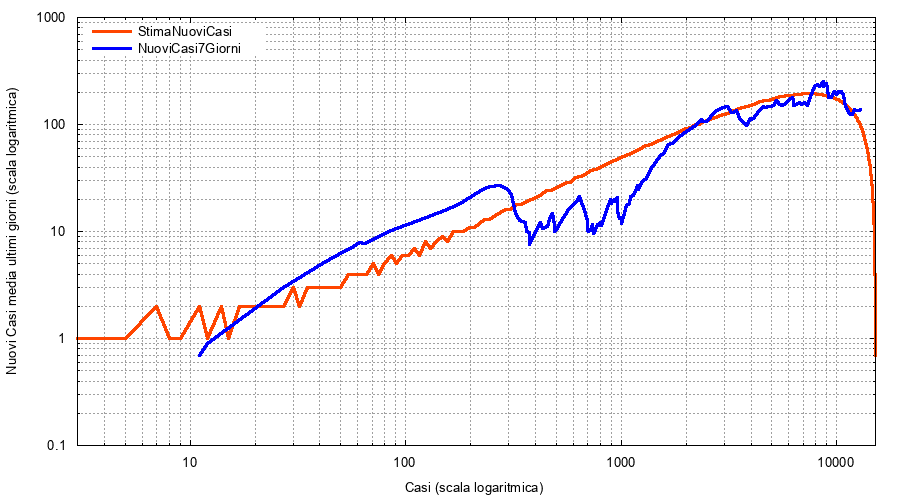 1000
100
10
1
0.1
Nuovi Casi media ultimi giorni (scala logaritmica)
StimaNuoviCasi
NuoviCasi7Giorni
10 100 1000 10000
Casi (scala logaritmica)